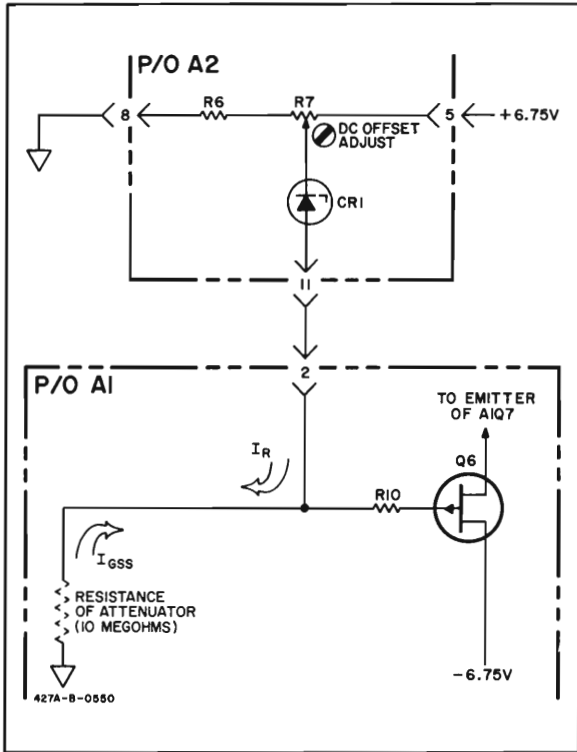 P/O A2
R6
R7
8
5
+6.75V
DC OFFSET
ADJUST
CR1
11
2
P/O A1
TO EMITTER
OF A1Q7
Q6
IR
R10
IGSS
RESISTANCE
OF ATTENUATOR
(10 MEGOHMS)
-6.75V
427A-B-0550